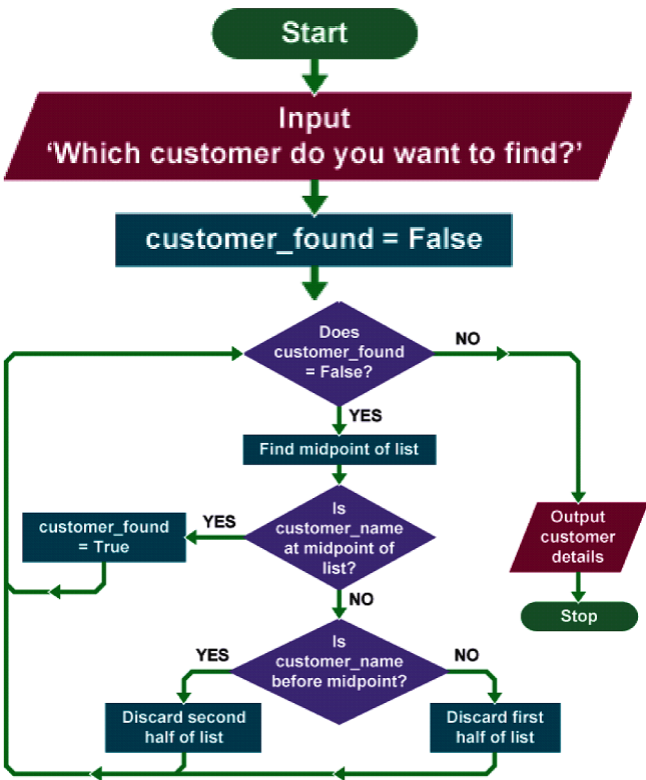 Start
Input
‘Which customer do you want to find?’
customer_found = False
Does
customer_found
= False?
NO
YES
Find midpoint of list
Is
customer_name
at midpoint of
list?
YES
customer_found
= True
Output
customer
details
NO
Stop
Is
customer_name
before midpoint?
YES
NO
Discard second
half of list
Discard first
half of list